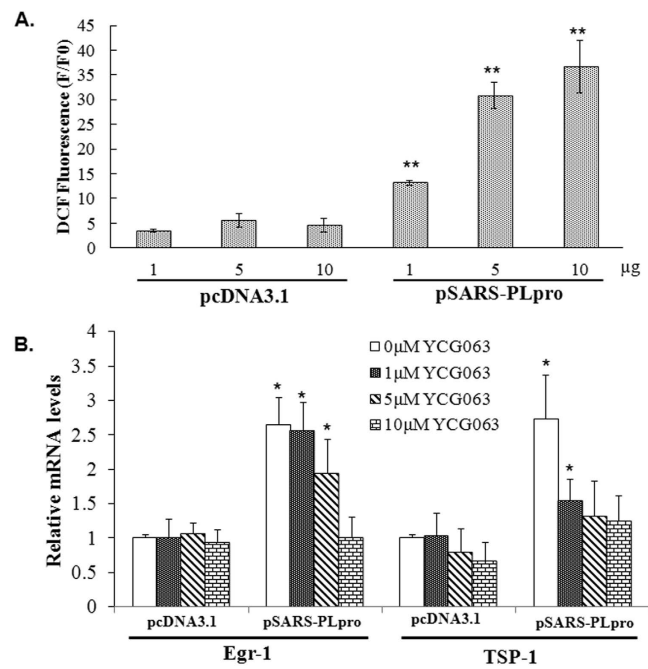 A.
DCF Fluorescence (F/F0)
45
40
35
30
25
20
15
10
5
0
**
**
**
1 5 10 1 5 10 µg
pcDNA3.1 pSARS-PLpro
B.
Relative mRNA levels
4
3.5
3
2.5
2
1.5
1
0.5
0
0µM YCG063
1µM YCG063
5µM YCG063
10µM YCG063
* * *
*
*
pcDNA3.1 pSARS-PLpro pcDNA3.1 pSARS-PLpro
Egr-1 TSP-1